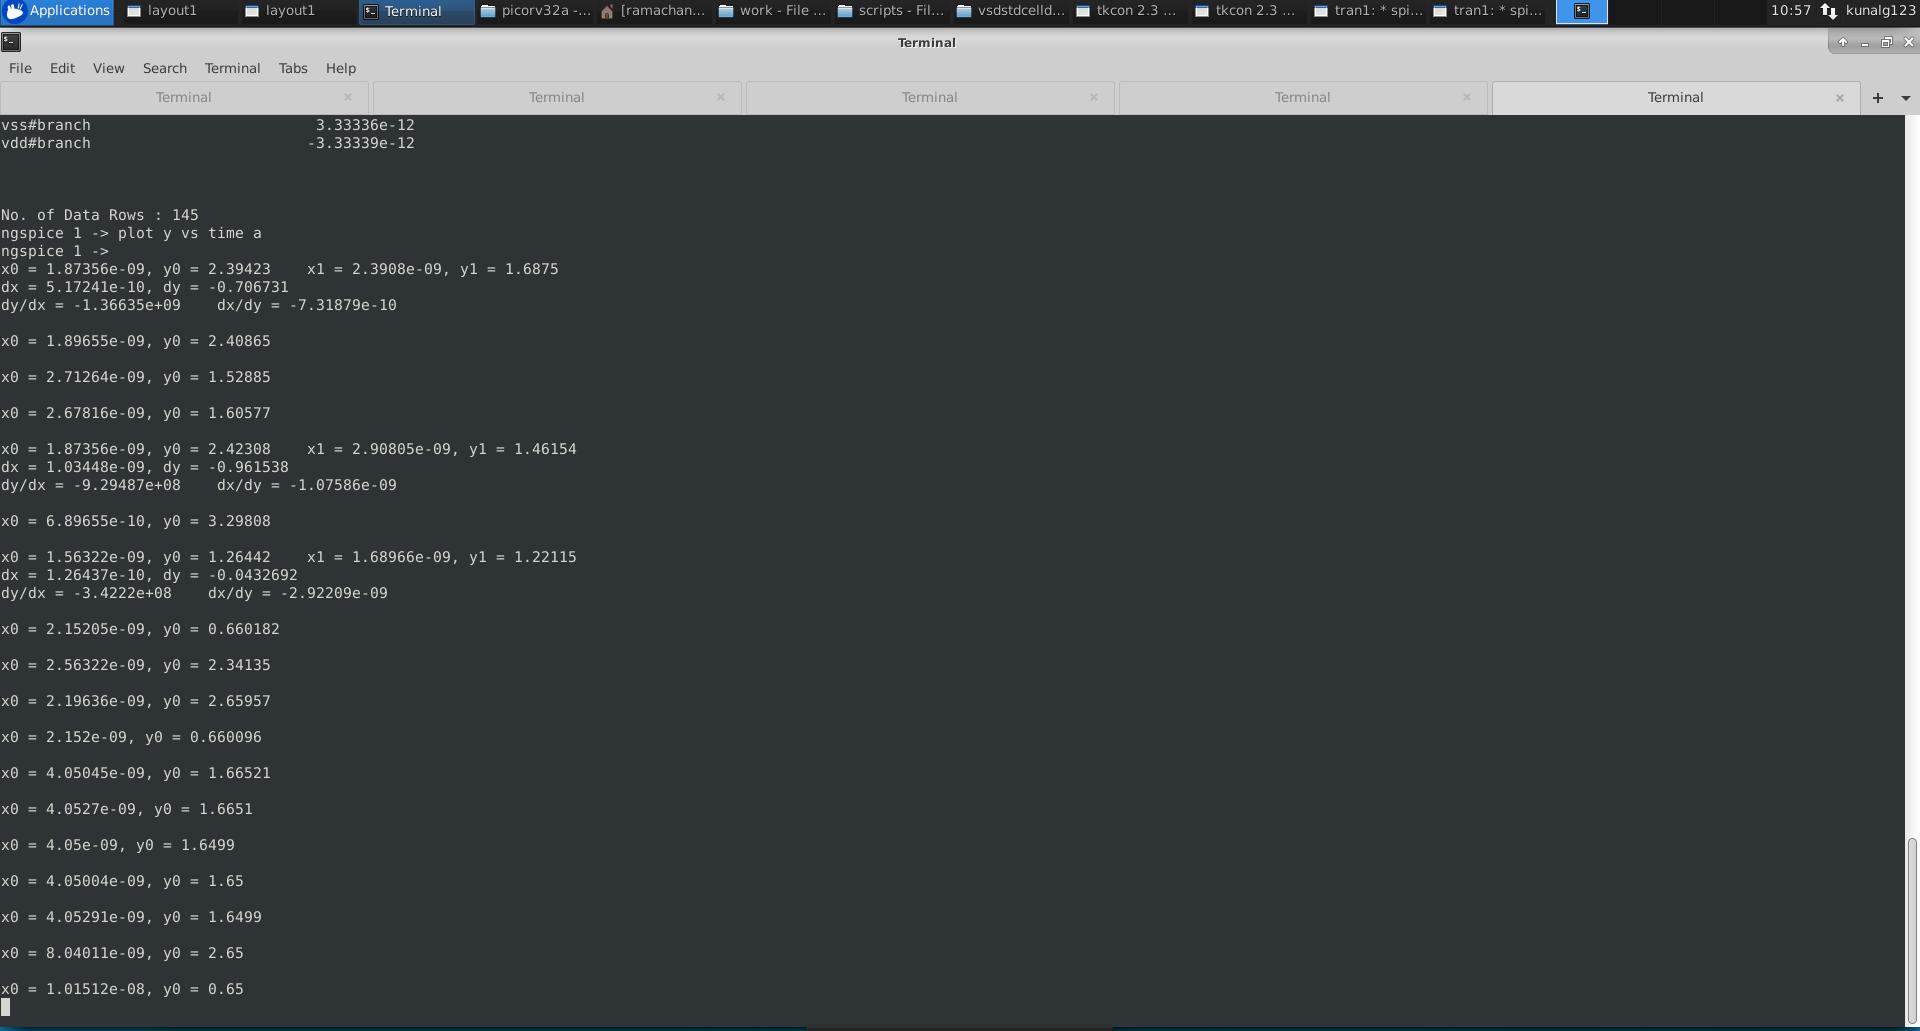 Applications layout1 layout1 Terminal picorv32a -... [ramachan... work - File ... scripts - Fil... vsdstdcelld... tkcon 2.3 ... tkcon 2.3 ... tran1: * spi... tran1: * spi... 10:57 kunalg123
Terminal
File Edit View Search Terminal Tabs Help
Terminal Terminal Terminal Terminal Terminal
vss#branch 3.33336e-12
vdd#branch -3.33339e-12
No. of Data Rows : 145
ngspice 1 -> plot y vs time a
ngspice 1 ->
x0 = 1.87356e-09, y0 = 2.39423 x1 = 2.3908e-09, y1 = 1.6875
dx = 5.17241e-10, dy = -0.706731
dy/dx = -1.36635e+09 dx/dy = -7.31879e-10
x0 = 1.89655e-09, y0 = 2.40865
x0 = 2.71264e-09, y0 = 1.52885
x0 = 2.67816e-09, y0 = 1.60577
x0 = 1.87356e-09, y0 = 2.42308 x1 = 2.90805e-09, y1 = 1.46154
dx = 1.03448e-09, dy = -0.961538
dy/dx = -9.29487e+08 dx/dy = -1.07586e-09
x0 = 6.89655e-10, y0 = 3.29808
x0 = 1.56322e-09, y0 = 1.26442 x1 = 1.68966e-09, y1 = 1.22115
dx = 1.26437e-10, dy = -0.0432692
dy/dx = -3.4222e+08 dx/dy = -2.92209e-09
x0 = 2.15205e-09, y0 = 0.660182
x0 = 2.56322e-09, y0 = 2.34135
x0 = 2.19636e-09, y0 = 2.65957
x0 = 2.152e-09, y0 = 0.660096
x0 = 4.05045e-09, y0 = 1.66521
x0 = 4.0527e-09, y0 = 1.6651
x0 = 4.05e-09, y0 = 1.6499
x0 = 4.05004e-09, y0 = 1.65
x0 = 4.05291e-09, y0 = 1.6499
x0 = 8.04011e-09, y0 = 2.65
x0 = 1.01512e-08, y0 = 0.65